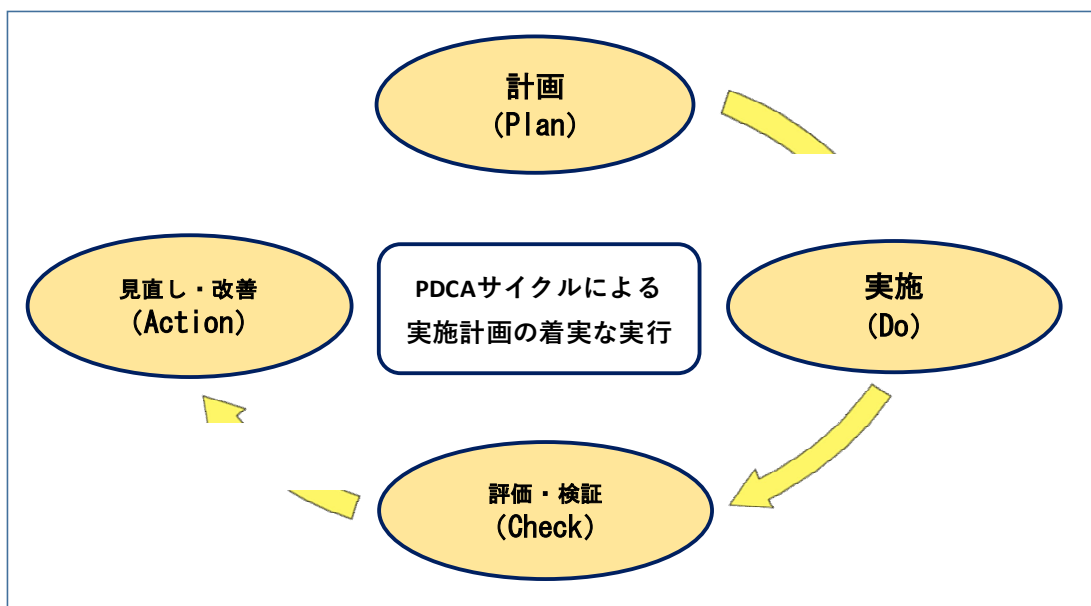 計画
(Plan)
見直し・改善
(Action)
PDCAサイクルによる
実施計画の着実な実行
実施
(Do)
評価・検証
(Check)